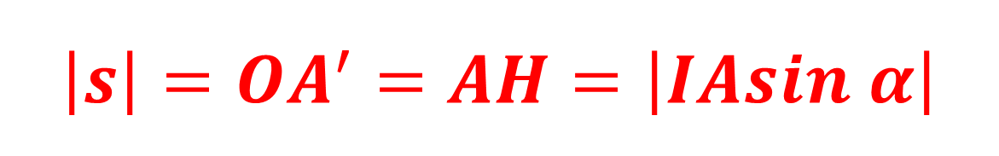 |s| = OA′ = AH = |IAsin α|